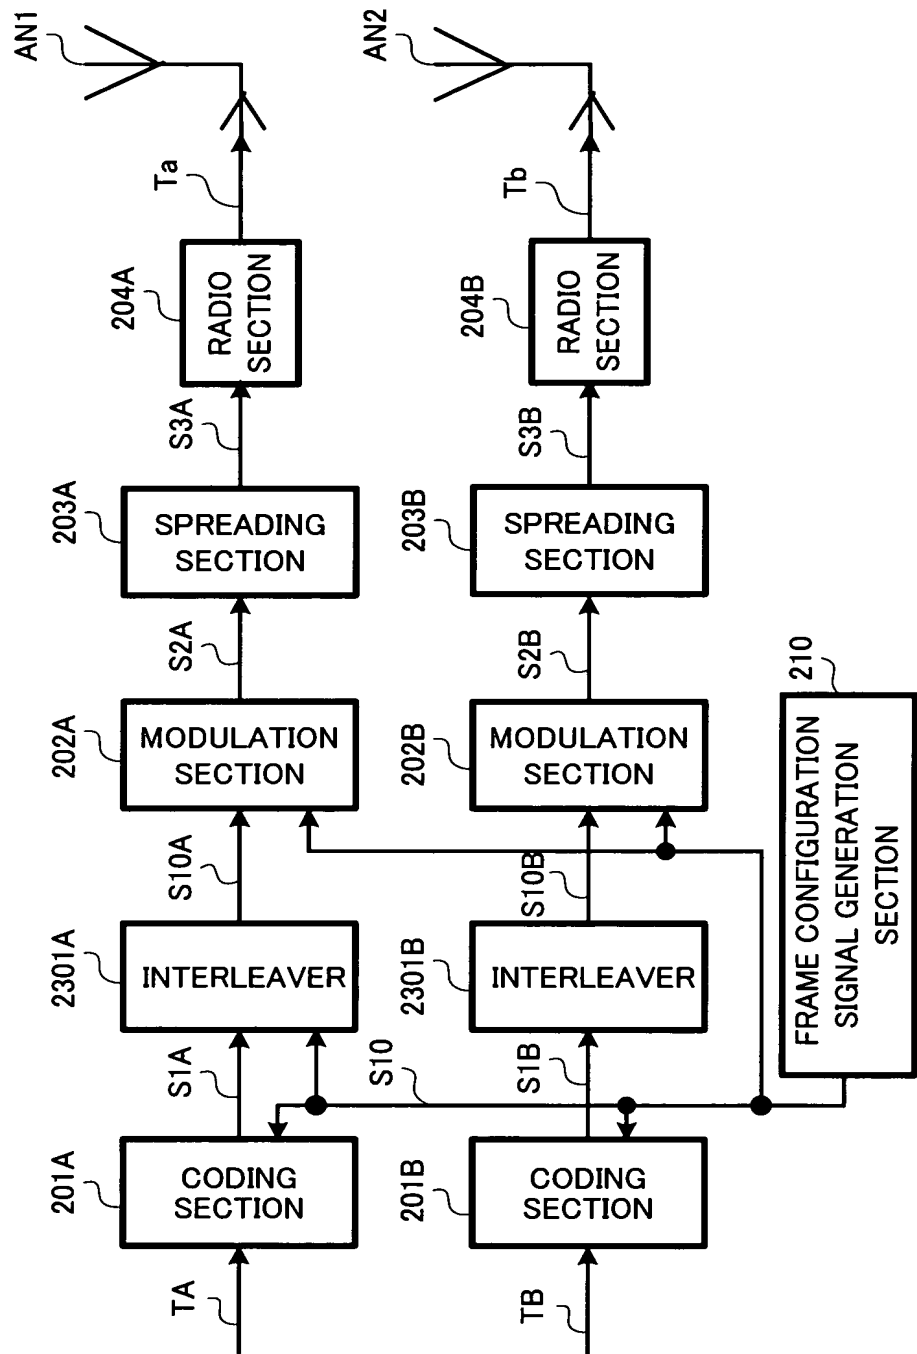 AN1
Ta
204A
RADIO
SECTION
S3A
203A
SPREADING
SECTION
S2A
202A
MODULATION
SECTION
S10A
2301A
INTERLEAVER
S1A
201A
CODING
SECTION
TA
AN2
Tb
204B
RADIO
SECTION
S3B
203B
SPREADING
SECTION
S2B
202B
MODULATION
SECTION
S10B
2301B
INTERLEAVER
S1B
S10
201B
CODING
SECTION
TB
210
FRAME CONFIGURATION
SIGNAL GENERATION
SECTION